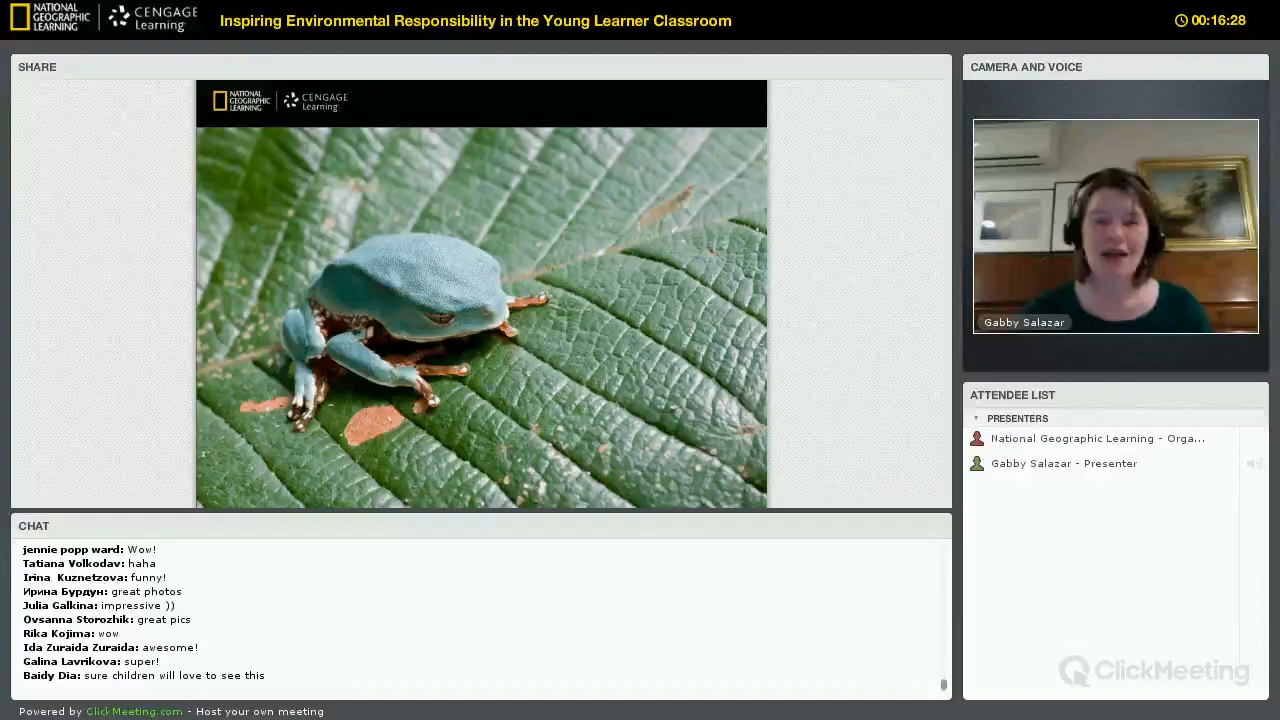 NATIONAL
GEOGRAPHIC
LEARNING
CENGAGE
Learning
Inspiring Environmental Responsibility in the Young Learner Classroom
00:16:28
SHARE
NATIONAL
GEOGRAPHIC
LEARNING
CENGAGE
Learning
CAMERA AND VOICE
Gabby Salazar
ATTENDEE LIST
PRESENTERS
National Geographic Learning - Orga...
Gabby Salazar - Presenter
CHAT
jennie popp ward: Wow!
Tatiana Volkodav: haha
Irina Kuznetzova: funny!
Ирина Бурдун: great photos
Julia Galkina: impressive ))
Ovsanna Storozhik: great pics
Rika Kojima: wow
Ida Zuraida Zuraida: awesome!
Galina Lavrikova: super!
Baidy Dia: sure children will love to see this
ClickMeeting
Powered by ClickMeeting.com - Host your own meeting